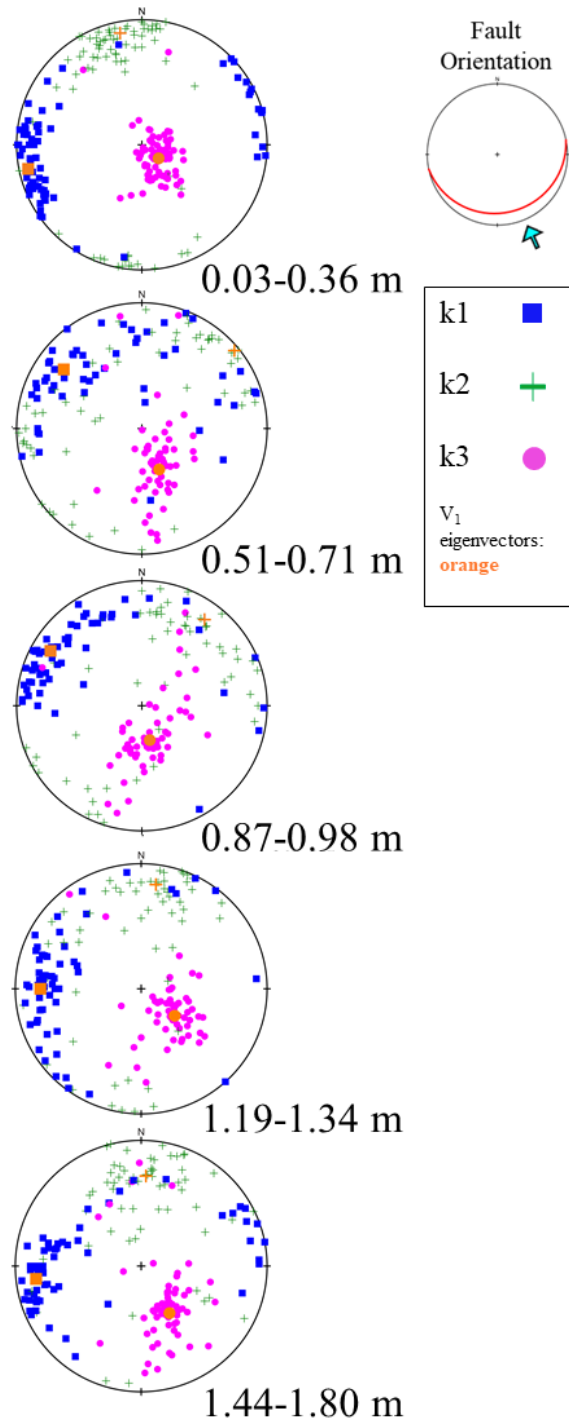 N
Fault
Orientation
N
0.03-0.36 m
N
k1
k2
k3
V1
eigenvectors:
orange
0.51-0.71 m
N
0.87-0.98 m
N
1.19-1.34 m
N
1.44-1.80 m